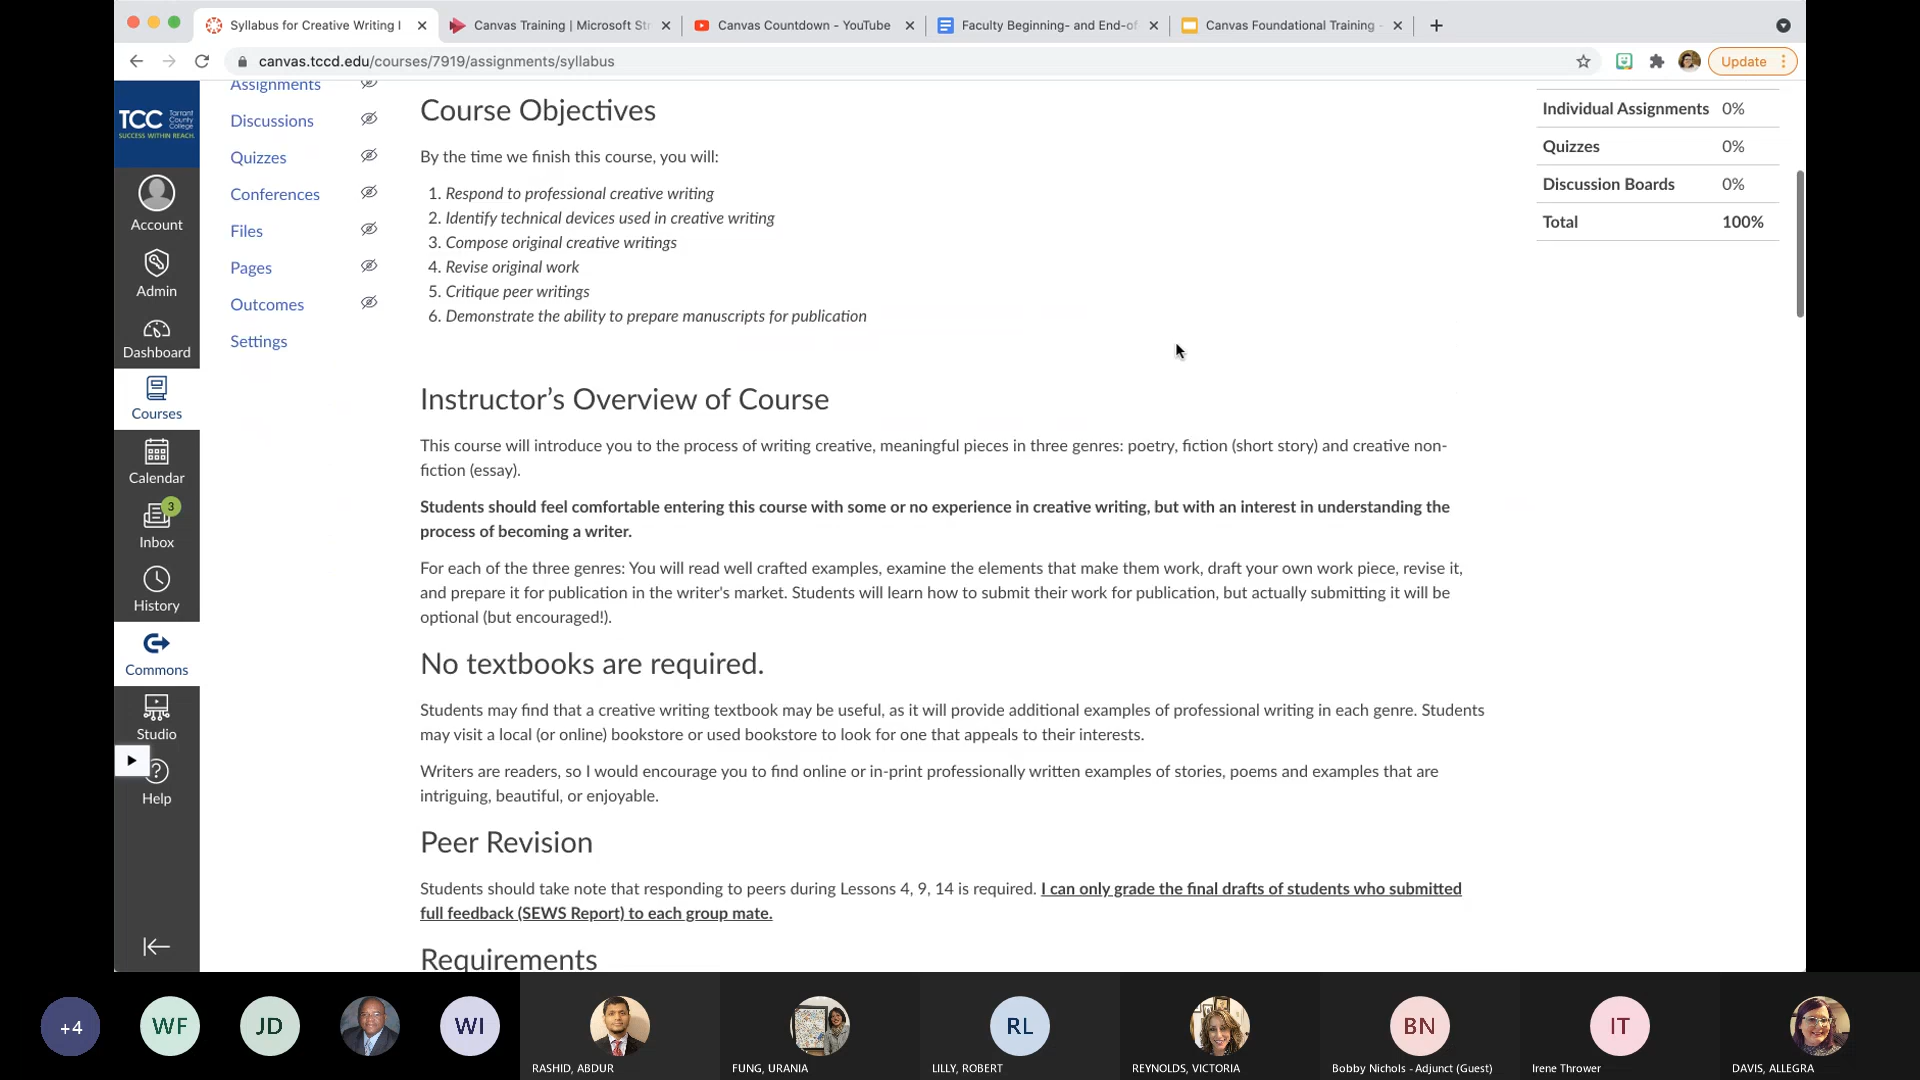 Syllabus for Creative Writing I
Canvas Training | Microsoft Str
Canvas Countdown - YouTube
Faculty Beginning- and End-of
Canvas Foundational Training -
canvas.tccd.edu/courses/7919/assignments/syllabus
Update
TCC Tarrant County College
SUCCESS WITHIN REACH.
Account
Admin
Dashboard
Courses
Calendar
3
Inbox
History
Commons
Studio
Help
Assignments
Discussions
Quizzes
Conferences
Files
Pages
Outcomes
Settings
Course Objectives
By the time we finish this course, you will:
1. Respond to professional creative writing
2. Identify technical devices used in creative writing
3. Compose original creative writings
4. Revise original work
5. Critique peer writings
6. Demonstrate the ability to prepare manuscripts for publication
Instructor’s Overview of Course
This course will introduce you to the process of writing creative, meaningful pieces in three genres: poetry, fiction (short story) and creative non-
fiction (essay).
Students should feel comfortable entering this course with some or no experience in creative writing, but with an interest in understanding the
process of becoming a writer.
For each of the three genres: You will read well crafted examples, examine the elements that make them work, draft your own work piece, revise it,
and prepare it for publication in the writer's market. Students will learn how to submit their work for publication, but actually submitting it will be
optional (but encouraged!).
No textbooks are required.
Students may find that a creative writing textbook may be useful, as it will provide additional examples of professional writing in each genre. Students
may visit a local (or online) bookstore or used bookstore to look for one that appeals to their interests.
Writers are readers, so I would encourage you to find online or in-print professionally written examples of stories, poems and examples that are
intriguing, beautiful, or enjoyable.
Peer Revision
Students should take note that responding to peers during Lessons 4, 9, 14 is required. I can only grade the final drafts of students who submitted
full feedback (SEWS Report) to each group mate.
Requirements
Individual Assignments 0%
Quizzes 0%
Discussion Boards 0%
Total 100%
+4
WF
JD
WI
RASHID, ABDUR
FUNG, URANIA
RL
LILLY, ROBERT
REYNOLDS, VICTORIA
BN
Bobby Nichols - Adjunct (Guest)
IT
Irene Thrower
DAVIS, ALLEGRA